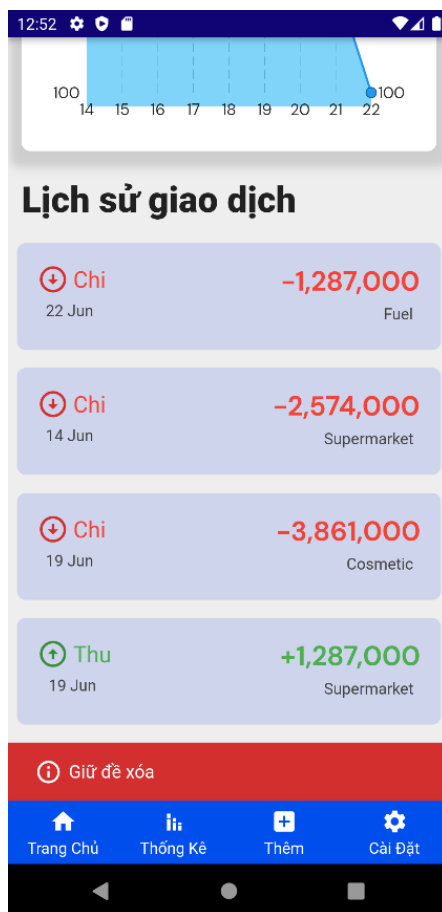 12:52
100
100
14 15 16 17 18 19 20 21 22
Lịch sử giao dịch
Chi -1,287,000
22 Jun Fuel
Chi -2,574,000
14 Jun Supermarket
Chi -3,861,000
19 Jun Cosmetic
Thu +1,287,000
19 Jun Supermarket
Giữ đề xóa
Trang Chủ Thống Kê Thêm Cài Đặt